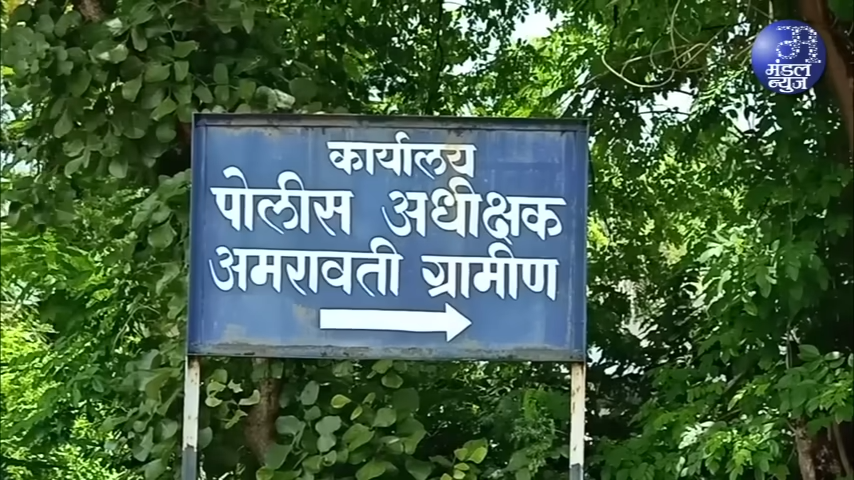 मंडल
न्युज
कार्यालय
पोलीस अधीक्षक
अमरावती ग्रामीण